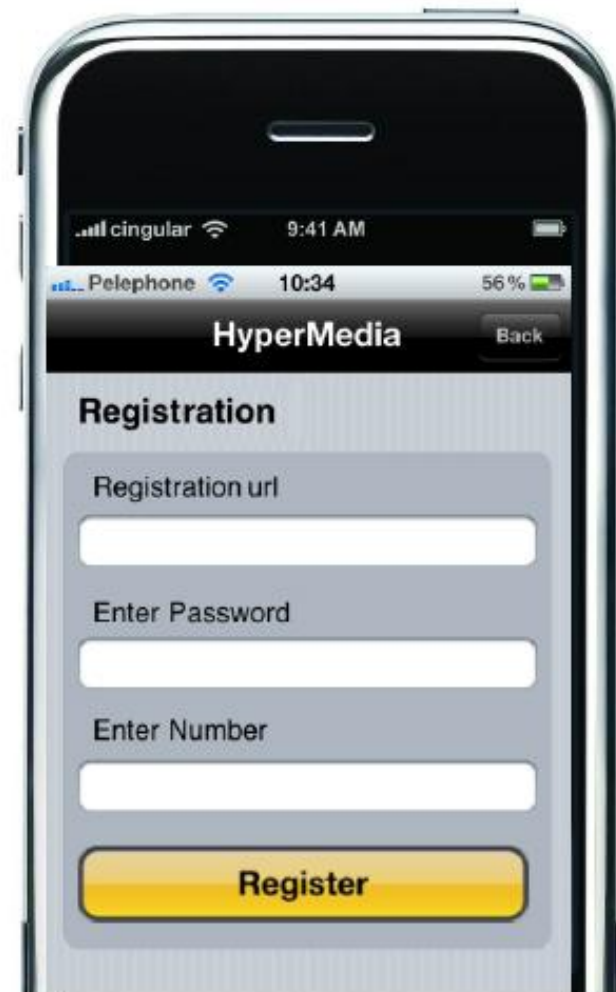 cingular 9:41 AM
Pelephone 10:34 56%
HyperMedia Back
Registration
Registration url
Enter Password
Enter Number
Register